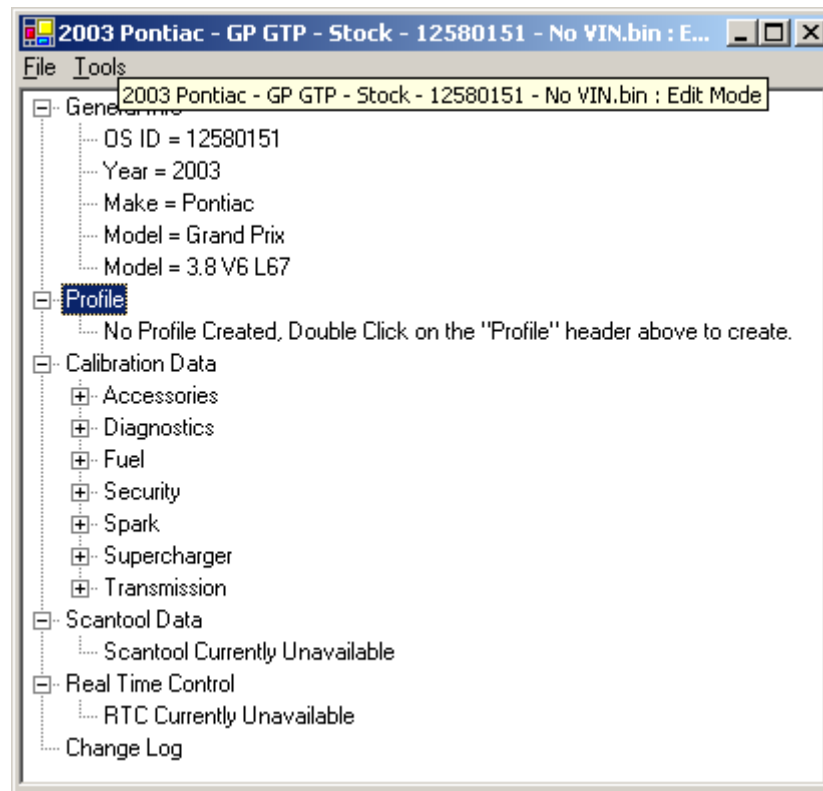 2003 Pontiac - GP GTP - Stock - 12580151 - No VIN.bin : E...
File Tools
2003 Pontiac - GP GTP - Stock - 12580151 - No VIN.bin : Edit Mode
General Info
OS ID = 12580151
Year = 2003
Make = Pontiac
Model = Grand Prix
Model = 3.8 V6 L67
Profile
No Profile Created, Double Click on the "Profile" header above to create.
Calibration Data
Accessories
Diagnostics
Fuel
Security
Spark
Supercharger
Transmission
Scantool Data
Scantool Currently Unavailable
Real Time Control
RTC Currently Unavailable
Change Log